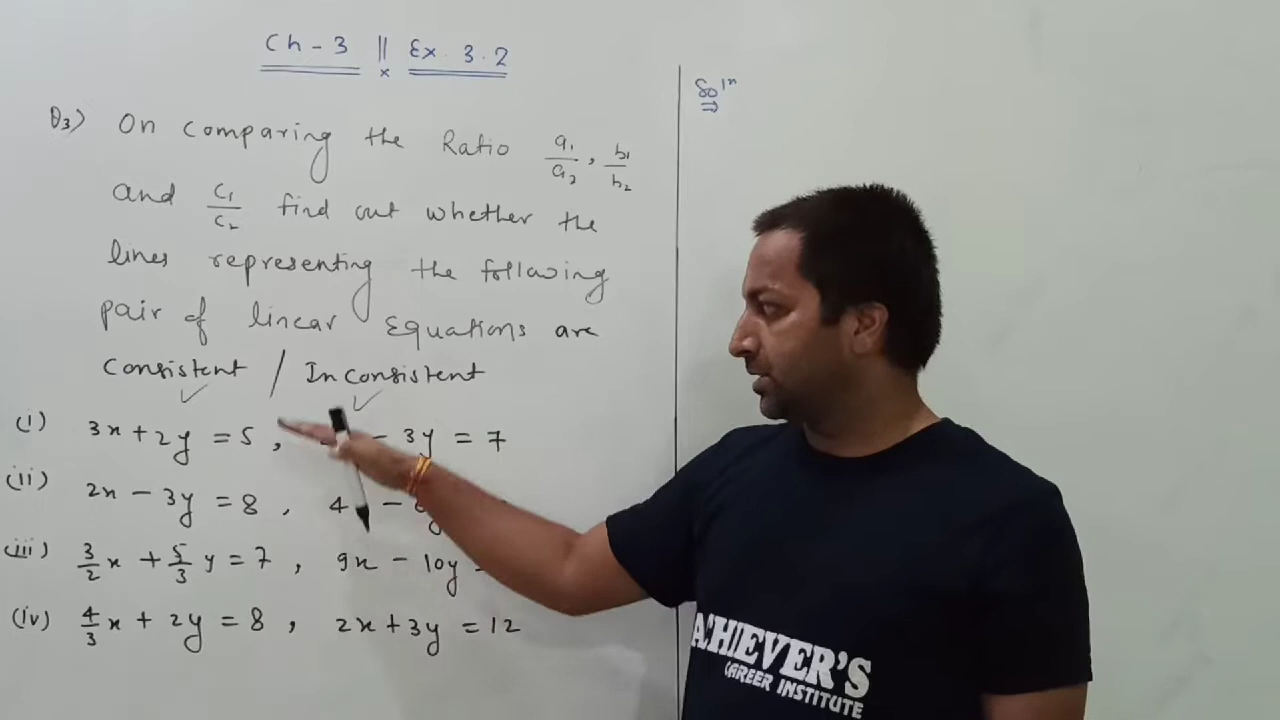 Ch - 3 || Ex. 3.2
x
Q3) On Comparing the Ratio a₁/a₂, b₁/b₂
and c₁/c₂ find out whether the
lines representing the following
pair of linear Equations are
Consistent / Inconsistent
✓ ✓
(i) 3x + 2y = 5, - 3y = 7
(ii) 2x - 3y = 8, 4 - y
(iii) 3/2 x + 5/3 y = 7, 9x - 10y
(iv) 4/3 x + 2y = 8, 2x + 3y = 12
Solⁿ
⇒
ACHIEVER'S
CAREER INSTITUTE